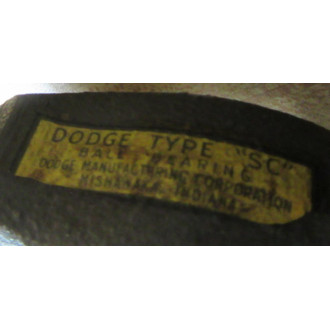 DODGE TYPE "SC"
BALL BEARING
DODGE MANUFACTURING CORPORATION
MISHAWAKA, INDIANA